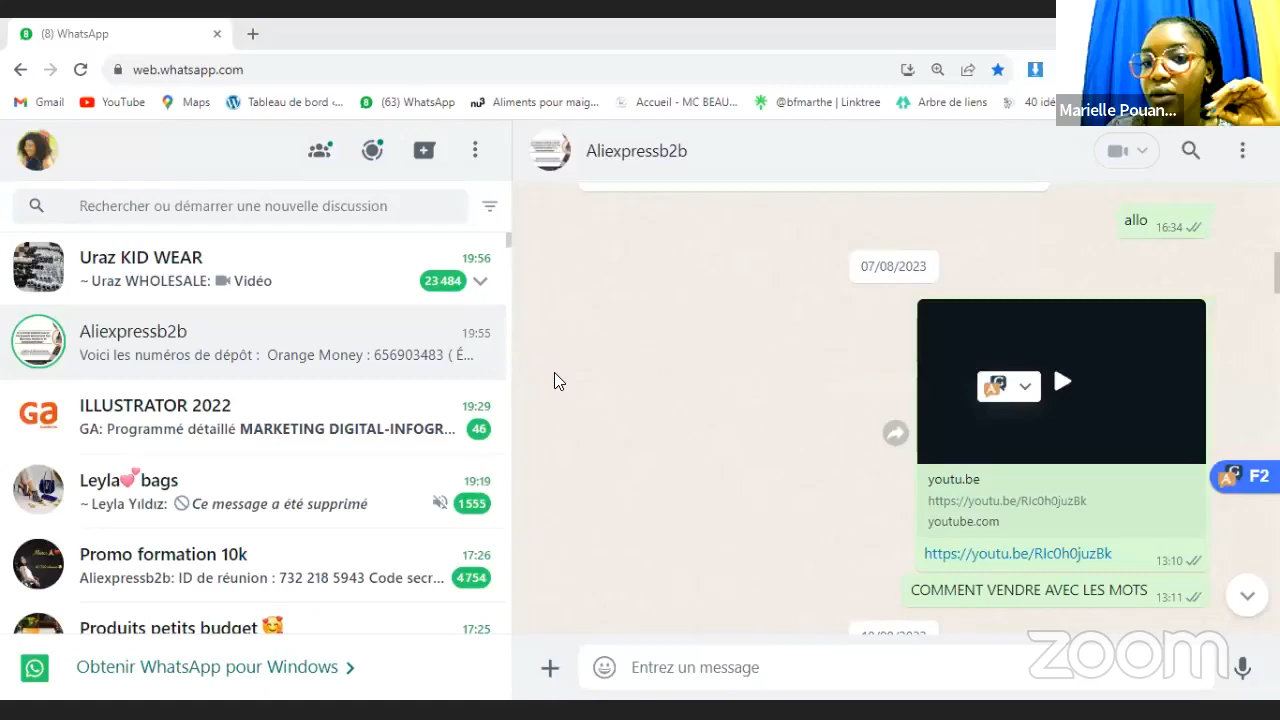 (8) WhatsApp
web.whatsapp.com
Gmail
YouTube
Maps
Tableau de bord ‹...
(63) WhatsApp
Aliments pour maig...
Accueil - MC BEAU...
@bfmarthe | Linktree
Arbre de liens
40 idé
Marielle Pouan...
Rechercher ou démarrer une nouvelle discussion
Uraz KID WEAR 19:56
~ Uraz WHOLESALE: Vidéo 23 484
Aliexpressb2b 19:55
Voici les numéros de dépôt : Orange Money : 656903483 ( É...
GA
ILLUSTRATOR 2022 19:29
GA: Programmé détaillé MARKETING DIGITAL-INFOGR... 46
Leyla💕bags 19:19
~ Leyla Yıldız: Ce message a été supprimé 1 555
Promo formation 10k 17:26
Aliexpressb2b: ID de réunion : 732 218 5943 Code secr... 4 754
Produits petits budget 🥰 17:25
Obtenir WhatsApp pour Windows
Aliexpressb2b
allo 16:34
07/08/2023
youtu.be
https://youtu.be/RIc0h0juzBk
youtube.com
https://youtu.be/RIc0h0juzBk 13:10
COMMENT VENDRE AVEC LES MOTS 13:11
F2
Entrez un message
zoom